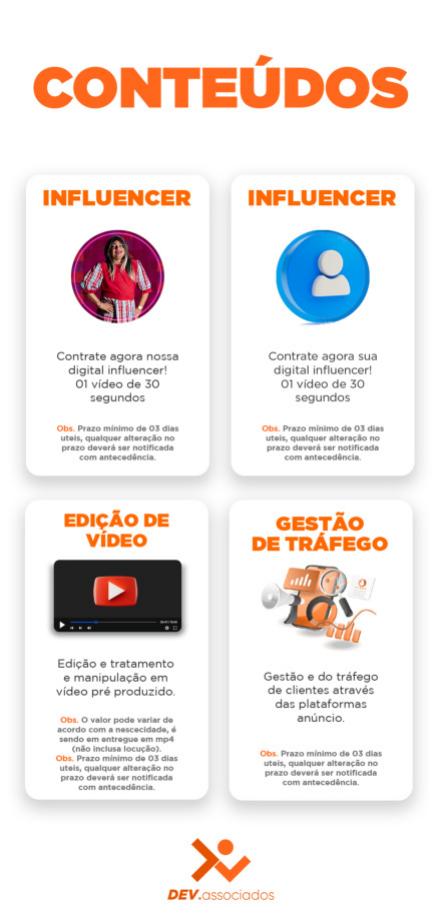 CONTEÚDOS
INFLUENCER
Contrate agora nossa
digital influencer!
01 vídeo de 30
segundos
Obs. Prazo mínimo de 03 dias
uteis, qualquer alteração no
prazo deverá ser notificada
com antecedência.
INFLUENCER
Contrate agora sua
digital influencer!
01 vídeo de 30
segundos
Obs. Prazo mínimo de 03 dias
uteis, qualquer alteração no
prazo deverá ser notificada
com antecedência.
EDIÇÃO DE
VÍDEO
Edição e tratamento
e manipulação em
vídeo pré produzido.
Obs. O valor pode variar de
acordo com a nescecidade, é
sendo em entregue em mp4
(não inclusa locução).
Obs. Prazo mínimo de 03 dias
uteis, qualquer alteração no
prazo deverá ser notificada
com antecedência.
GESTÃO
DE TRÁFEGO
Gestão e do tráfego
de clientes através
das plataformas
anúncio.
Obs. Prazo mínimo de 03 dias
uteis, qualquer alteração no
prazo deverá ser notificada
com antecedência.
DEV.associados